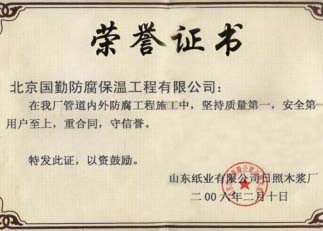 荣誉证书
北京国勤防腐保温工程有限公司：
在我厂管道内外防腐工程施工中，坚持质量第一，安全第一
用户至上，重合同，守信誉。
特发此证，以资鼓励。
山东纸业有限公司日照木浆厂
二00六年二月十日